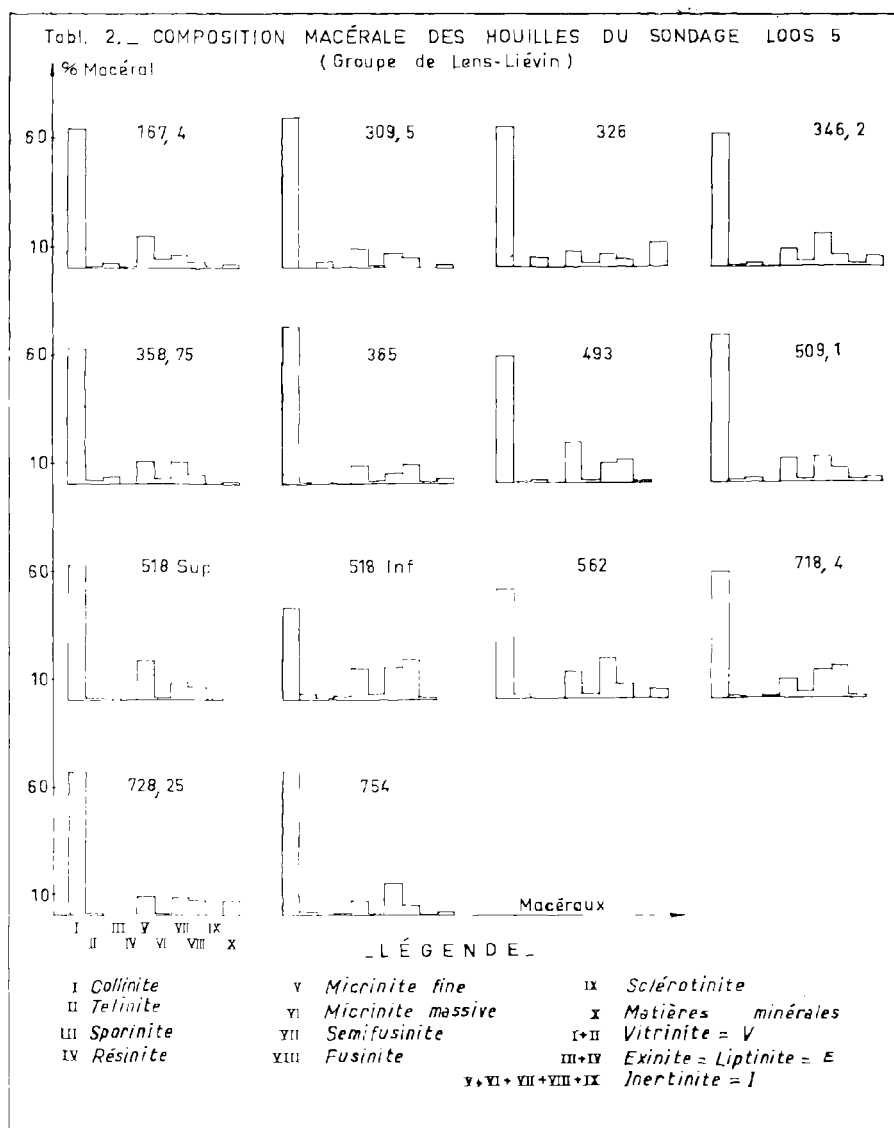 Tabl. 2._ COMPOSITION MACÉRALE DES HOUILLES DU SONDAGE LOOS 5
(Groupe de Lens-Liévin)
% Macéral
60
10
167,4
309,5
326
346,2
60
10
358,75
365
493
509,1
60
10
518 Sup
518 Inf
562
718,4
60
10
728,25
754
Macéraux
I II III IV V VI VII VIII IX X
_LÉGENDE_
I Collinite
II Telinite
III Sporinite
IV Résinite
V Micrinite fine
VI Micrinite massive
VII Semifusinite
VIII Fusinite
IX Sclérotinite
X Matières minérales
I+II Vitrinite = V
III+IV Exinite = Liptinite = E
V+VI+VII+VIII+IX Inertinite = I